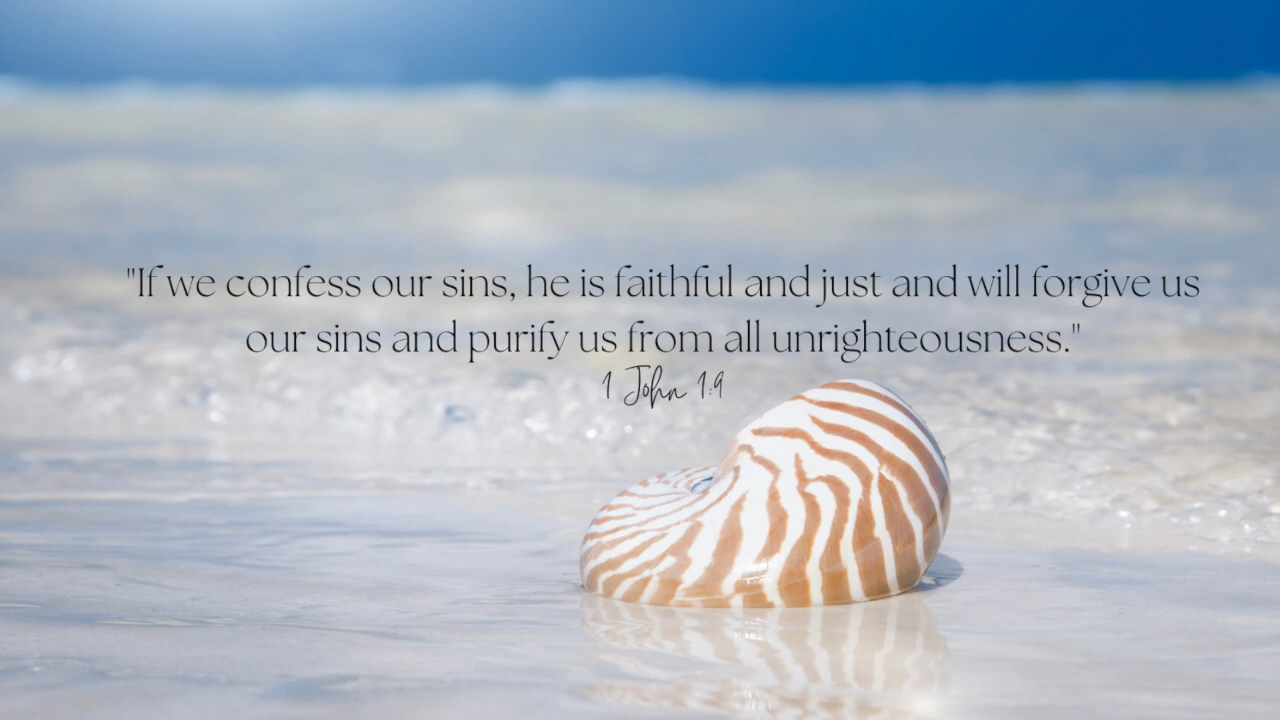 "If we confess our sins, he is faithful and just and will forgive us
our sins and purify us from all unrighteousness."
1 John 1:9